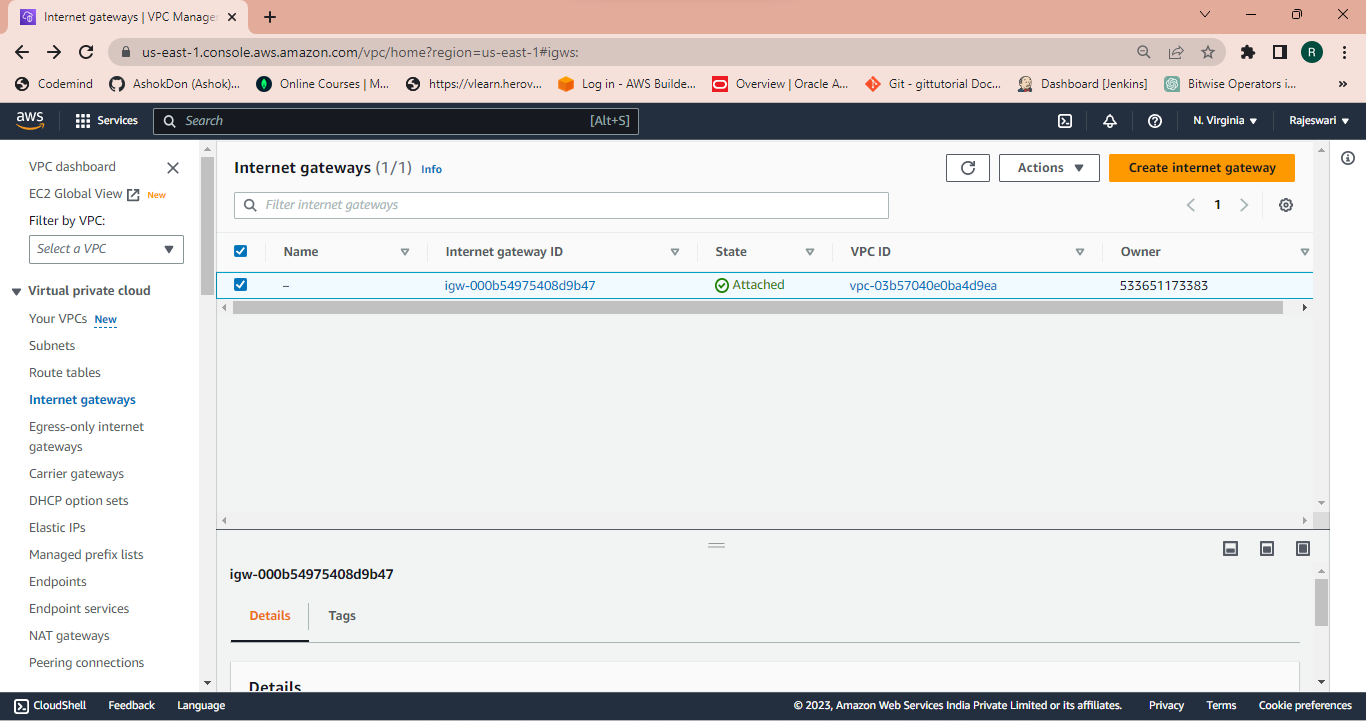 Internet gateways | VPC Manage
us-east-1.console.aws.amazon.com/vpc/home?region=us-east-1#igws:
R
Codemind
AshokDon (Ashok)...
Online Courses | M...
https://vlearn.herov...
Log in - AWS Builde...
Overview | Oracle A...
Git - gittutorial Doc...
Dashboard [Jenkins]
Bitwise Operators i...
»
aws
Services
Search
[Alt+S]
N. Virginia
Rajeswari
VPC dashboard
EC2 Global View New
Filter by VPC:
Select a VPC
Virtual private cloud
Your VPCs New
Subnets
Route tables
Internet gateways
Egress-only internet
gateways
Carrier gateways
DHCP option sets
Elastic IPs
Managed prefix lists
Endpoints
Endpoint services
NAT gateways
Peering connections
Internet gateways (1/1) Info
Actions
Create internet gateway
Filter internet gateways
1
Name Internet gateway ID State VPC ID Owner
– igw-000b54975408d9b47 Attached vpc-03b57040e0ba4d9ea 533651173383
igw-000b54975408d9b47
Details
Tags
Details
CloudShell Feedback Language © 2023, Amazon Web Services India Private Limited or its affiliates. Privacy Terms Cookie preferences